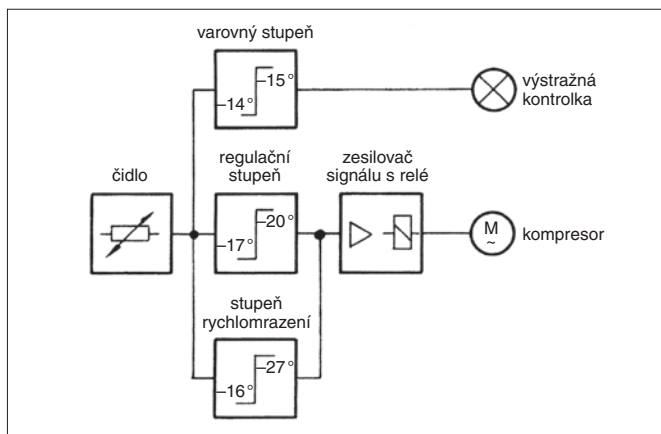 varovný stupeň
–15°
–14°
výstražná
kontrolka
čidlo
regulační
stupeň
–20°
–17°
zesilovač
signálu s relé
M
~
kompresor
stupeň
rychlomrazení
–27°
–16°